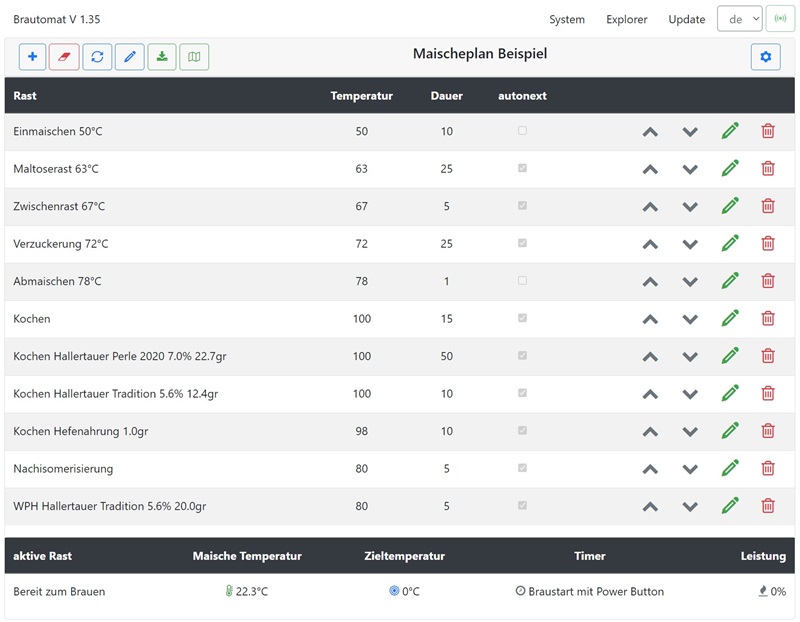 Brautomat V 1.35 System Explorer Update de
Maischeplan Beispiel
Rast Temperatur Dauer autonext
Einmaischen 50°C 50 10
Maltoserast 63°C 63 25
Zwischenrast 67°C 67 5
Verzuckerung 72°C 72 25
Abmaischen 78°C 78 1
Kochen 100 15
Kochen Hallertauer Perle 2020 7.0% 22.7gr 100 50
Kochen Hallertauer Tradition 5.6% 12.4gr 100 10
Kochen Hefenahrung 1.0gr 98 10
Nachisomerisierung 80 5
WPH Hallertauer Tradition 5.6% 20.0gr 80 5
aktive Rast Maische Temperatur Zieltemperatur Timer Leistung
Bereit zum Brauen 22.3°C 0°C Braustart mit Power Button 0%